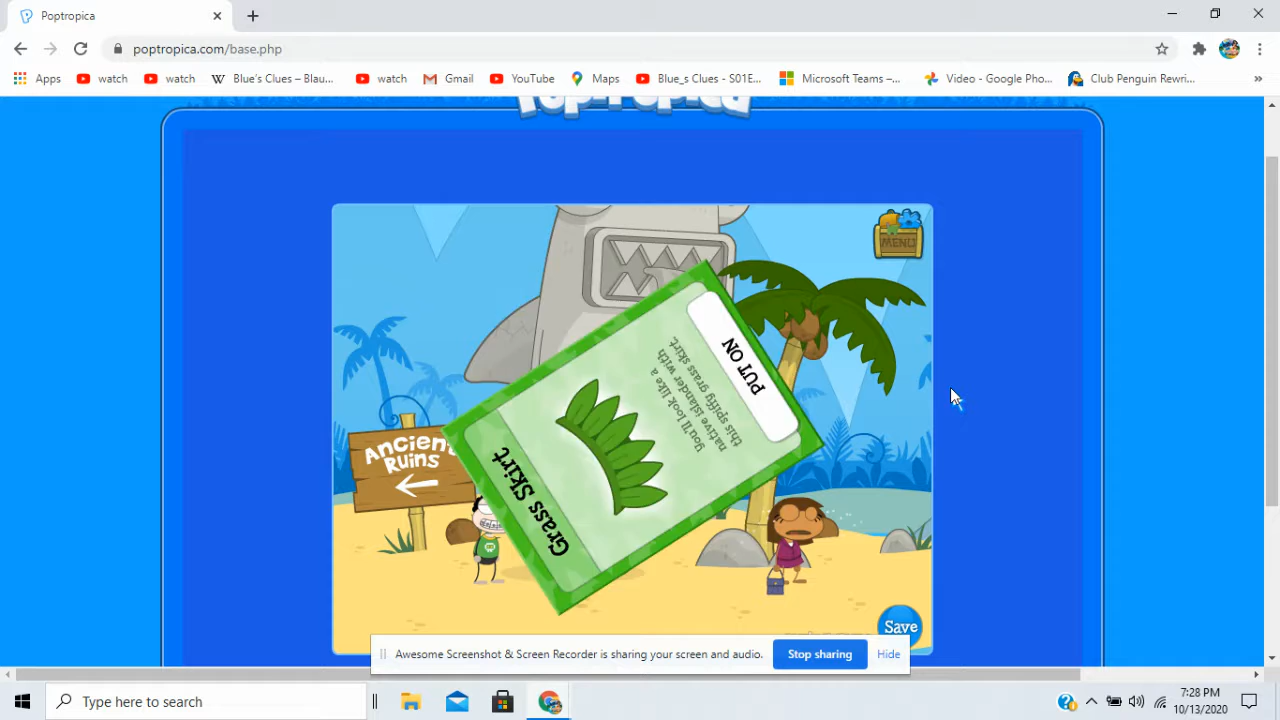 Poptropica
poptropica.com/base.php
Apps
watch
watch
Blue's Clues – Blau...
watch
Gmail
YouTube
Maps
Blue_s Clues - S01E...
Microsoft Teams –...
Video - Google Pho...
Club Penguin Rewri...
»
POPTROPICA
MENU
Ancient
Ruins
Grass Skirt
You'll look like a
native islander with
this spiffy grass skirt.
PUT ON
Save
Awesome Screenshot & Screen Recorder is sharing your screen and audio.
Stop sharing
Hide
Type here to search
7:28 PM
10/13/2020